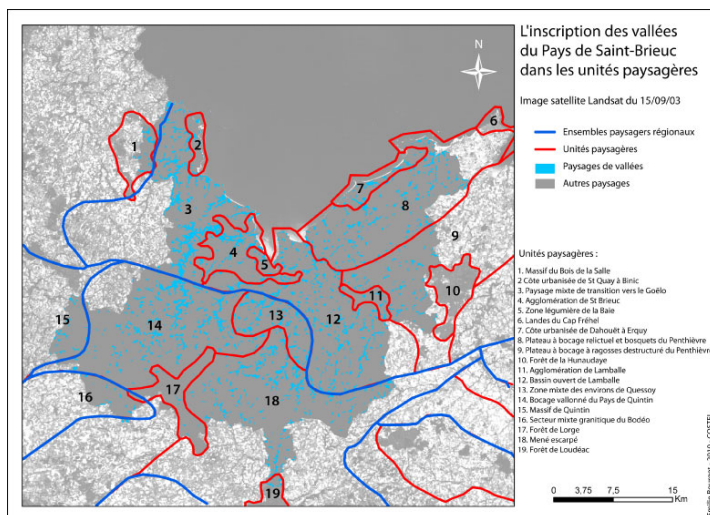 L'inscription des vallées
du Pays de Saint-Brieuc
dans les unités paysagères
Image satellite Landsat du 15/09/03
Ensembles paysagers régionaux
Unités paysagères
Paysages de vallées
Autres paysages
N
1
2
3
4
5
6
7
8
9
10
11
12
13
14
15
16
17
18
19
Unités paysagères :
1. Massif du Bois de la Salle
2 Côte urbanisée de St Quay à Binic
3. Paysage mixte de transition vers le Goëlo
4. Agglomération de St Brieuc
5. Zone légumière de la Baie
6. Landes du Cap Fréhel
7. Côte urbanisée de Dahouët à Erquy
8. Plateau à bocage relictuel et bosquets du Penthièvre
9. Plateau à bocage à ragosses destructuré du Penthièvre
10. Forêt de la Hunaudaye
11. Agglomération de Lamballe
12. Bassin ouvert de Lamballe
13. Zone mixte des environs de Quessoy
14. Bocage vallonné du Pays de Quintin
15. Massif de Quintin
16. Secteur mixte granitique du Bodéo
17. Forêt de Lorge
18. Mené escarpé
19. Forêt de Loudéac
0 3.75 7,5 15
Km